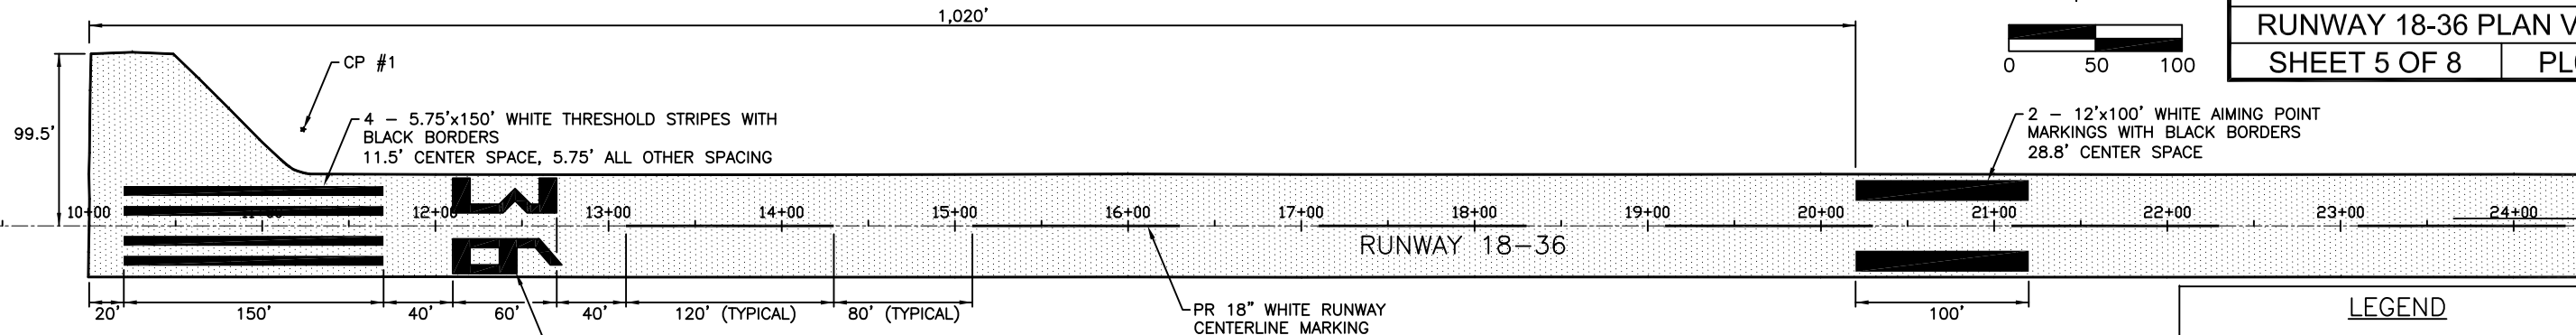 1,020'
RUNWAY 18-36 PLAN V
SHEET 5 OF 8
PL
0 50 100
CP #1
99.5'
4 - 5.75'x150' WHITE THRESHOLD STRIPES WITH
BLACK BORDERS
11.5' CENTER SPACE, 5.75' ALL OTHER SPACING
2 - 12'x100' WHITE AIMING POINT
MARKINGS WITH BLACK BORDERS
28.8' CENTER SPACE
10+00 12+00 13+00 14+00 15+00 16+00 17+00 18+00 19+00 20+00 21+00 22+00 23+00 24+00
36
RUNWAY 18-36
20' 150' 40' 60' 40' 120' (TYPICAL) 80' (TYPICAL)
PR 18" WHITE RUNWAY
CENTERLINE MARKING
100'
LEGEND